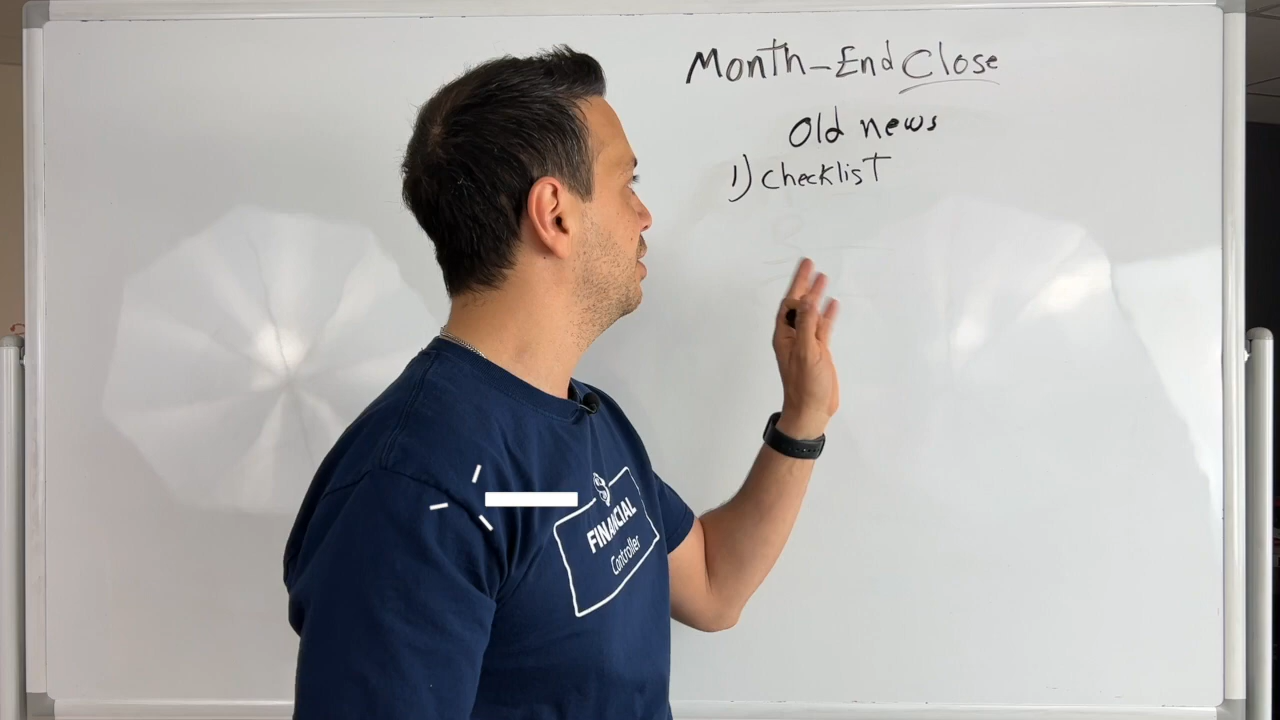 Month-End Close
Old news
1) checklist
$
FINANCIAL
Controller